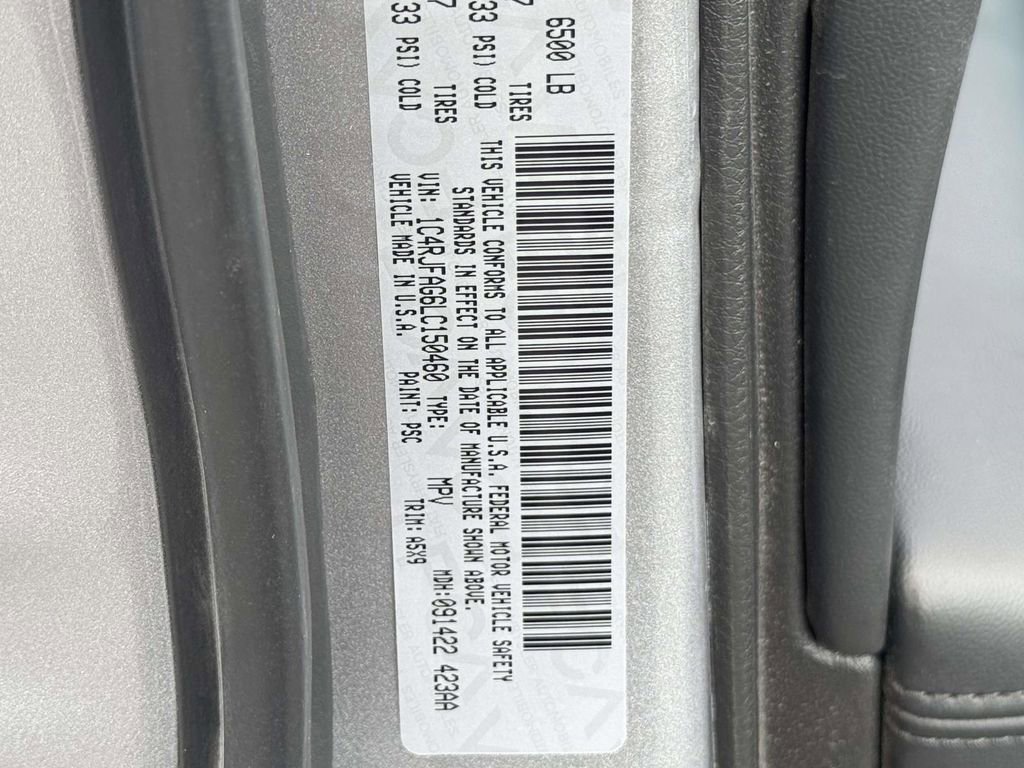 6500 LB
7 TIRES
33 PSI) COLD
7 TIRES
33 PSI) COLD
THIS VEHICLE CONFORMS TO ALL APPLICABLE U.S.A. FEDERAL MOTOR VEHICLE SAFETY
STANDARDS IN EFFECT ON THE DATE OF MANUFACTURE SHOWN ABOVE.
VIN: 1C4RJFAG6LC150460 TYPE: MPV MDH:091422 423AA
VEHICLE MADE IN U.S.A. PAINT: PSC TRIM: A5X9